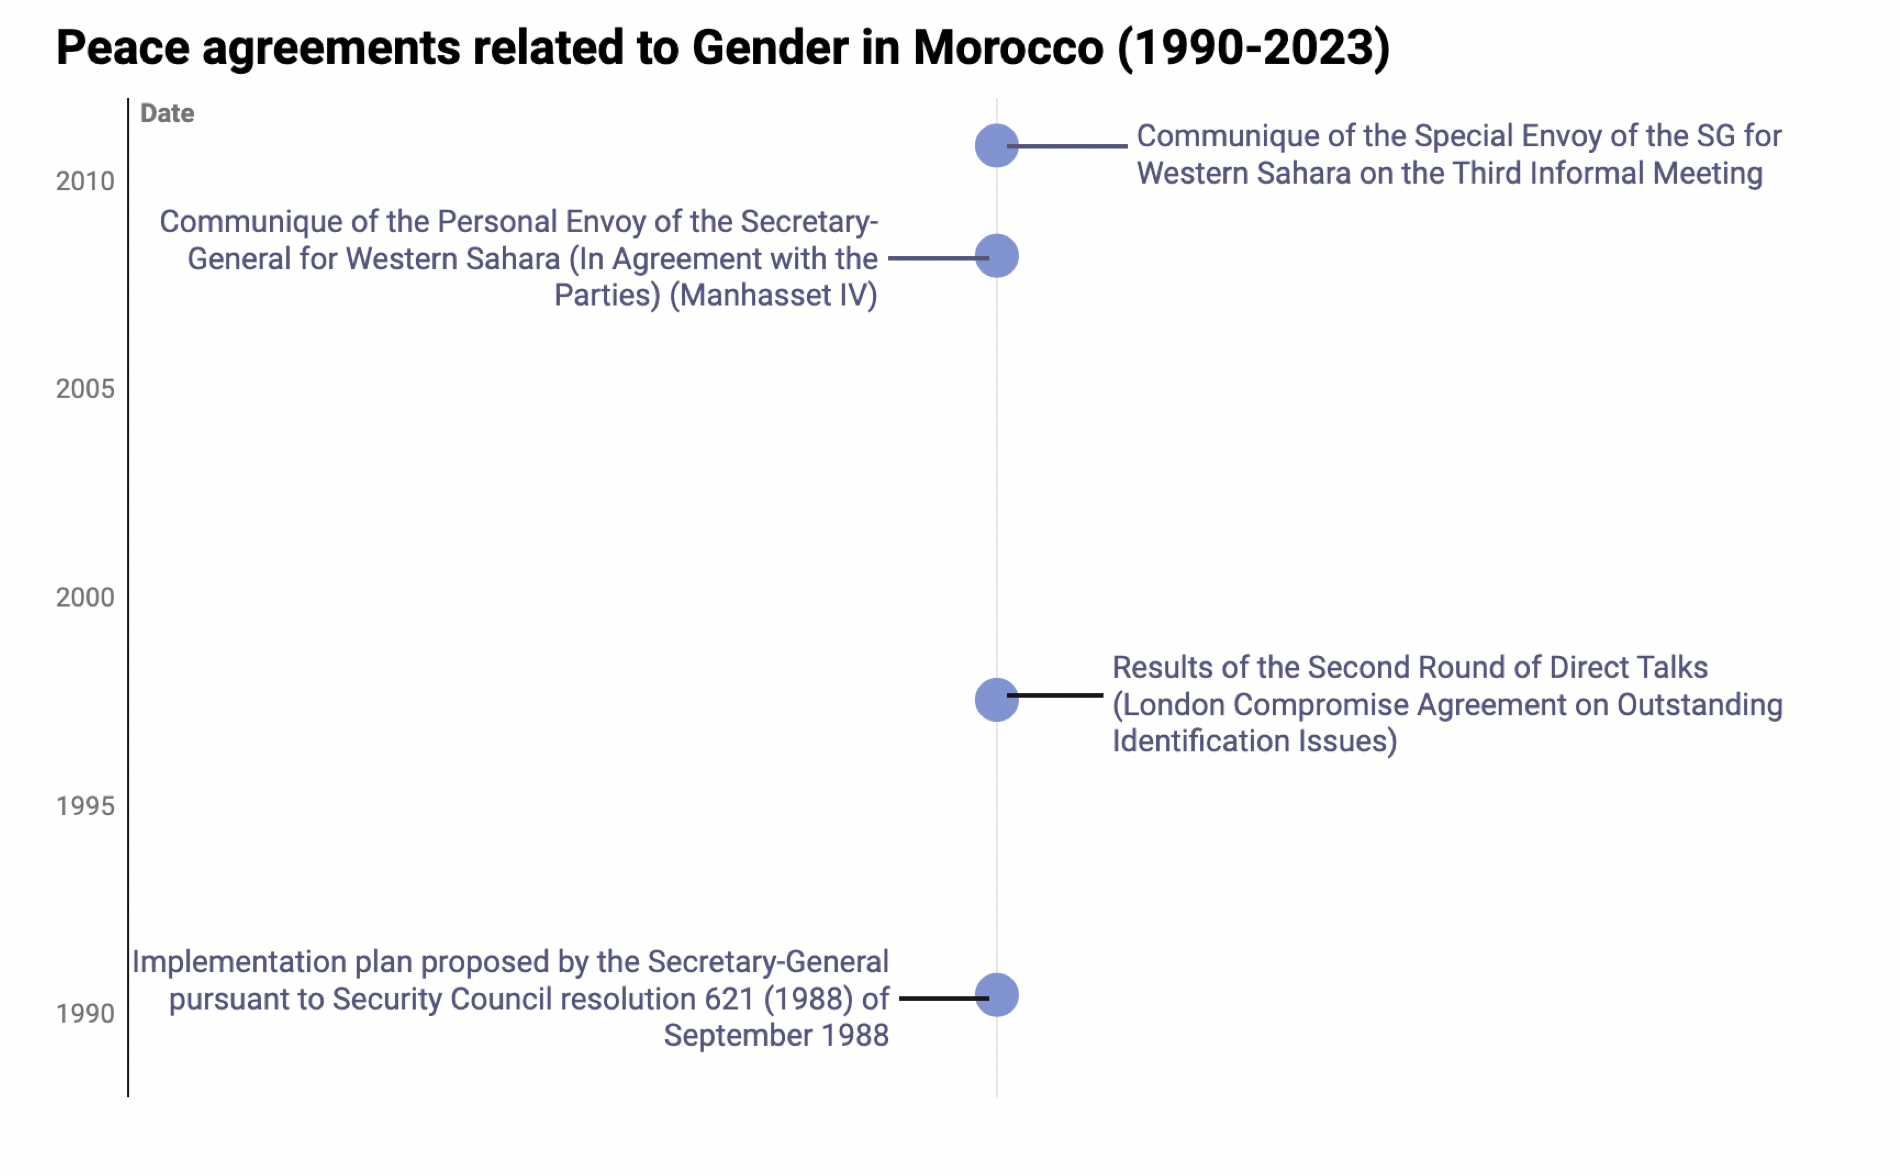 Peace agreements related to Gender in Morocco (1990-2023)
Date
Communique of the Special Envoy of the SG for
Western Sahara on the Third Informal Meeting
2010
Communique of the Personal Envoy of the Secretary-
General for Western Sahara (In Agreement with the
Parties) (Manhasset IV)
2005
2000
Results of the Second Round of Direct Talks
(London Compromise Agreement on Outstanding
Identification Issues)
1995
Implementation plan proposed by the Secretary-General
pursuant to Security Council resolution 621 (1988) of
September 1988
1990